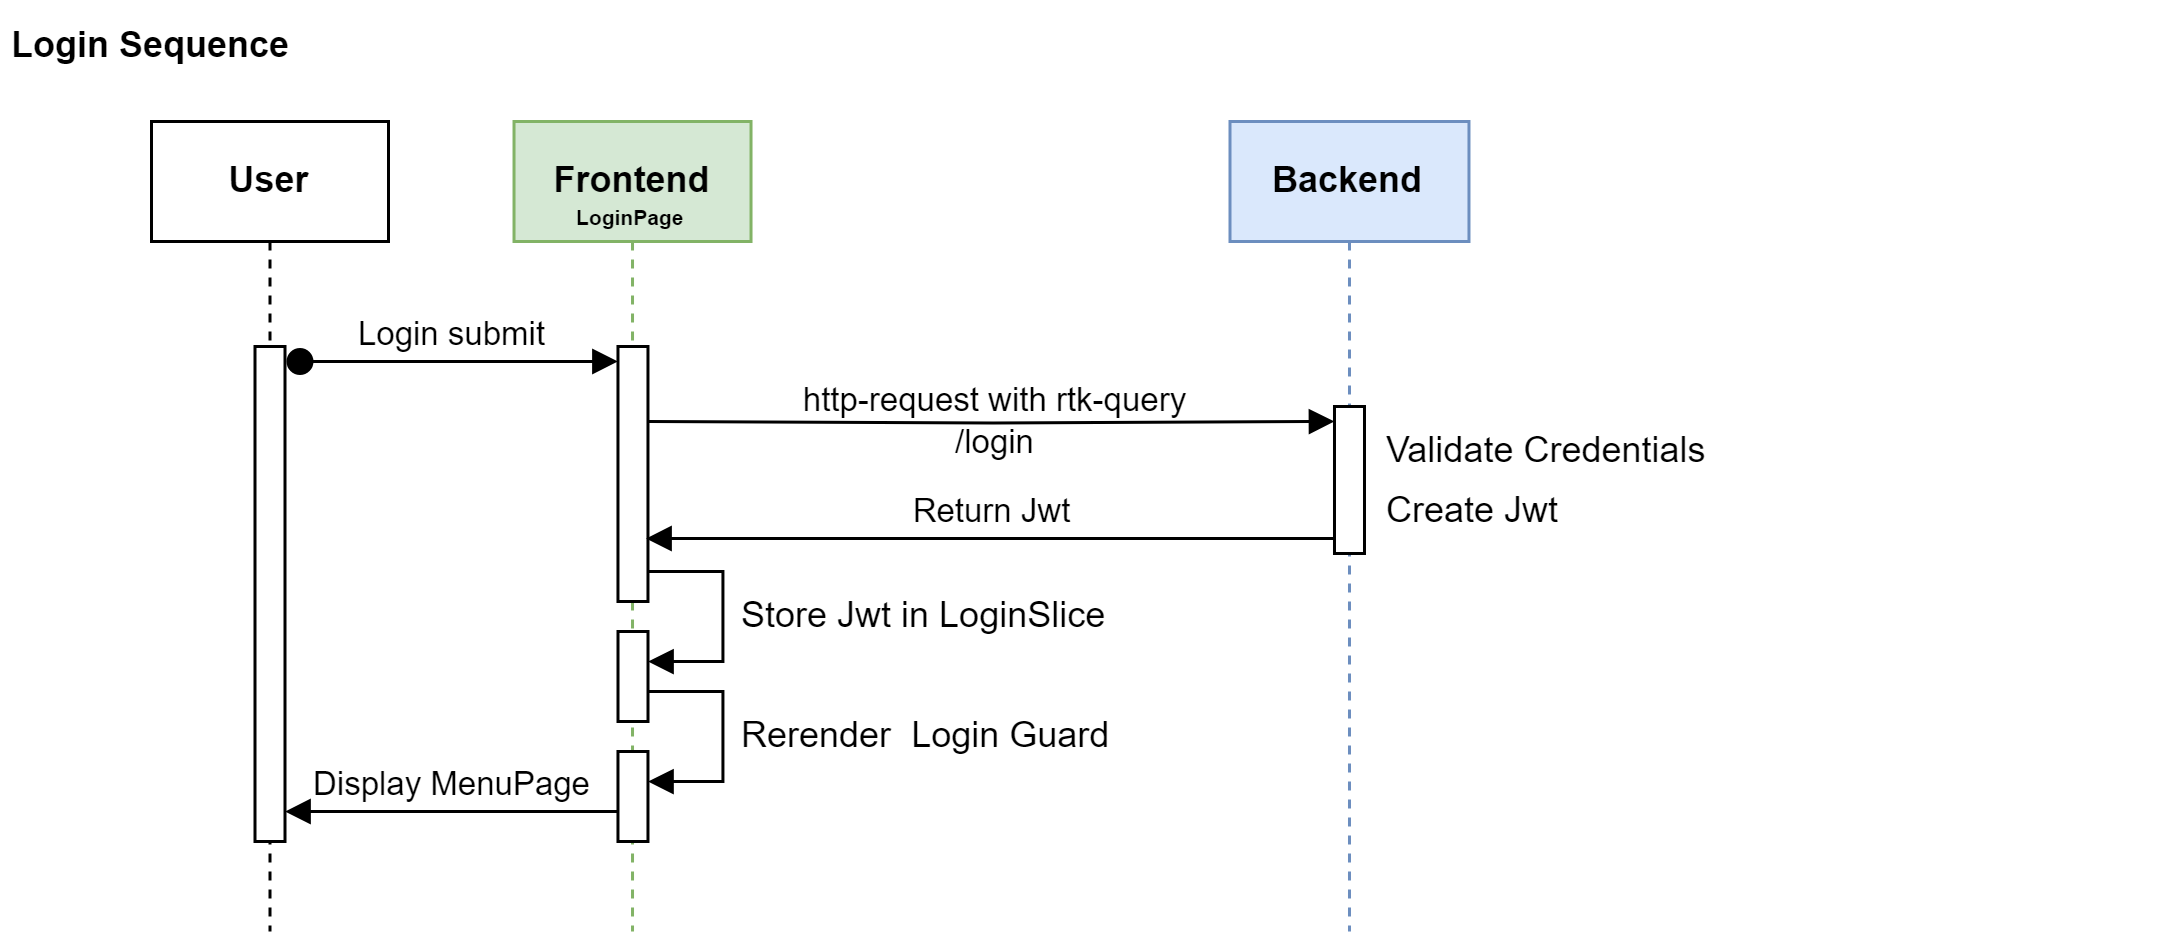 Login Sequence
User
Frontend
LoginPage
Backend
Login submit
http-request with rtk-query
/login
Validate Credentials
Return Jwt
Create Jwt
Store Jwt in LoginSlice
Rerender  Login Guard
Display MenuPage